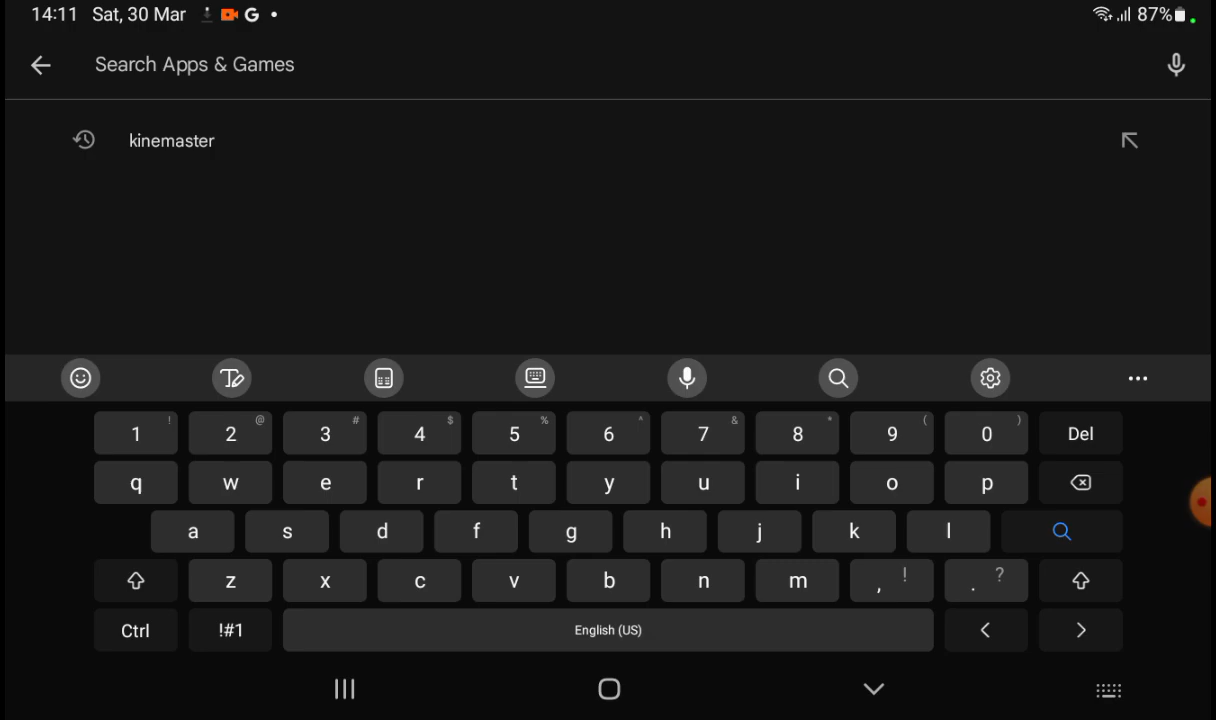 14:11 Sat, 30 Mar G 87%
Search Apps & Games
kinemaster
! @ # $ % ^ & * ( )
1 2 3 4 5 6 7 8 9 0 Del
q w e r t y u i o p
a s d f g h j k l
z x c v b n m , ! . ?
Ctrl !#1 English (US) < >